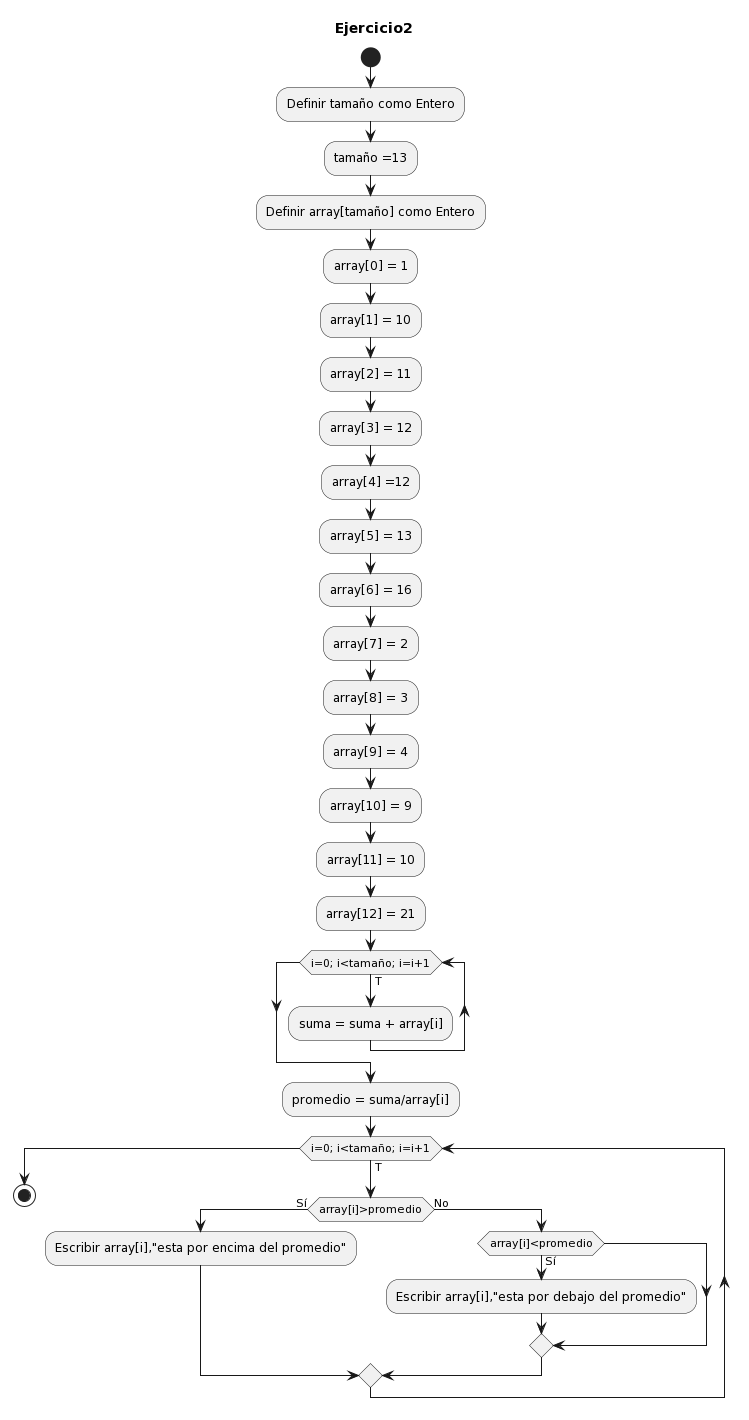 Ejercicio2
Definir tamaño como Entero
tamaño =13
Definir array[tamaño] como Entero
array[0] = 1
array[1] = 10
array[2] = 11
array[3] = 12
array[4] =12
array[5] = 13
array[6] = 16
array[7] = 2
array[8] = 3
array[9] = 4
array[10] = 9
array[11] = 10
array[12] = 21
i=0; i<tamaño; i=i+1
T
suma = suma + array[i]
promedio = suma/array[i]
i=0; i<tamaño; i=i+1
T
Sí
array[i]>promedio
No
Escribir array[i],"esta por encima del promedio"
array[i]<promedio
Sí
Escribir array[i],"esta por debajo del promedio"